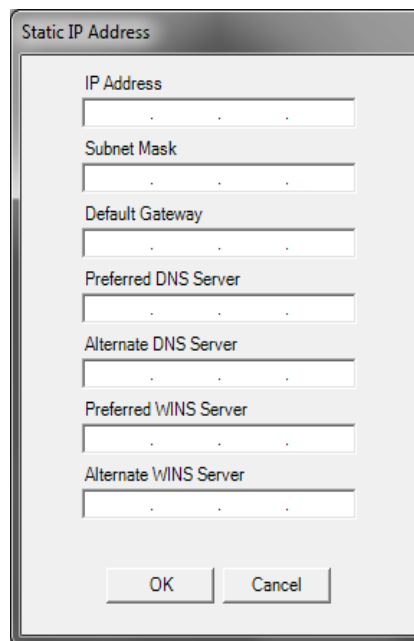 Static IP Address
IP Address
. . .
Subnet Mask
. . .
Default Gateway
. . .
Preferred DNS Server
. . .
Alternate DNS Server
. . .
Preferred WINS Server
. . .
Alternate WINS Server
. . .
OK Cancel